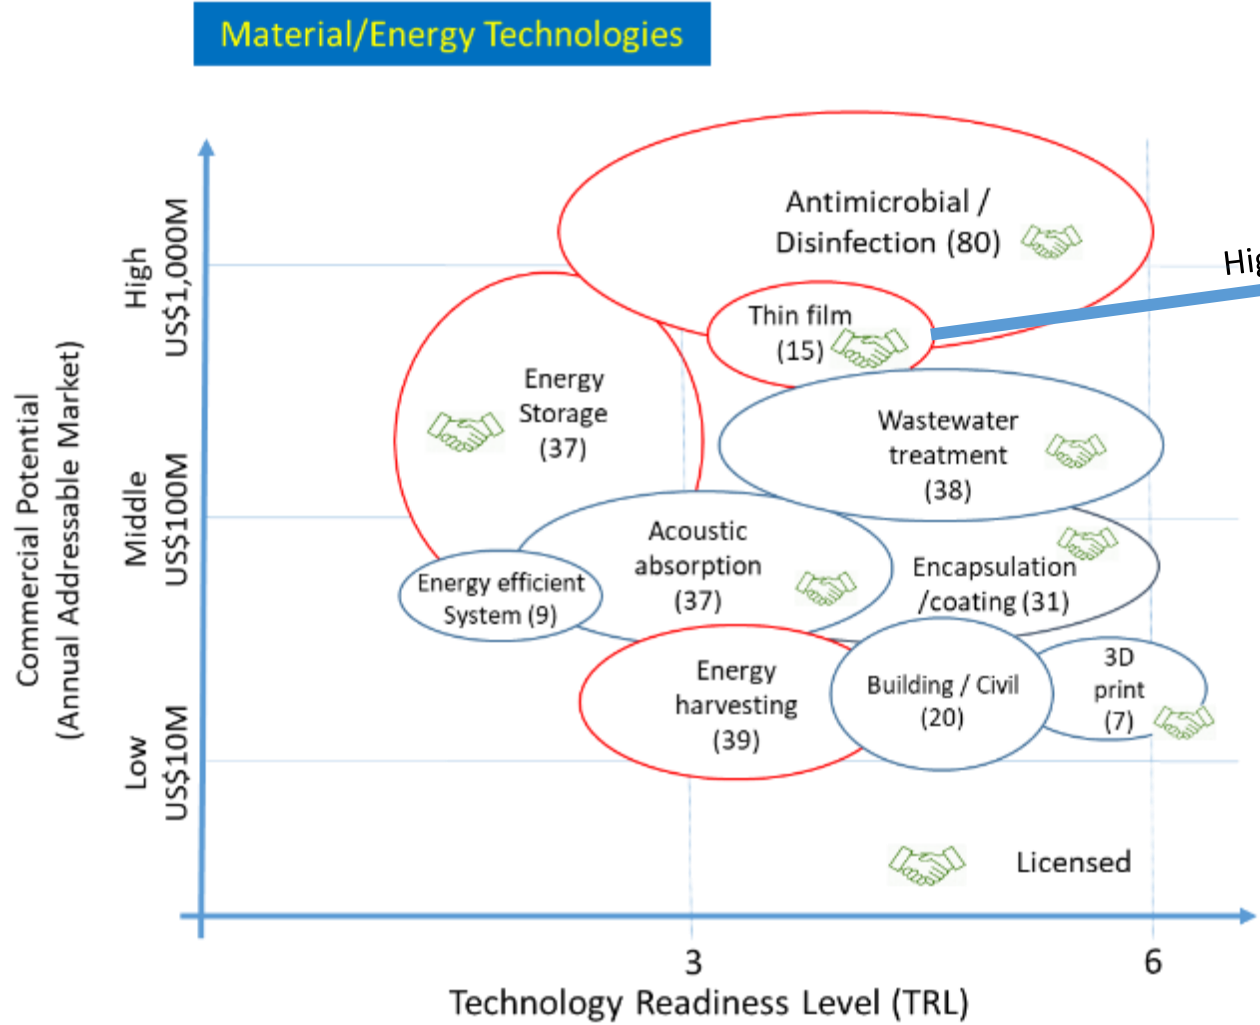 Material/Energy Technologies
Commercial Potential
(Annual Addressable Market)
High
US$1,000M
Middle
US$100M
Low
US$10M
Antimicrobial /
Disinfection (80)
Thin film
(15)
Energy
Storage
(37)
Wastewater
treatment
(38)
Acoustic
absorption
(37)
Encapsulation
/coating (31)
Energy efficient
System (9)
Energy
harvesting
(39)
Building / Civil
(20)
3D
print
(7)
Licensed
3
6
Technology Readiness Level (TRL)